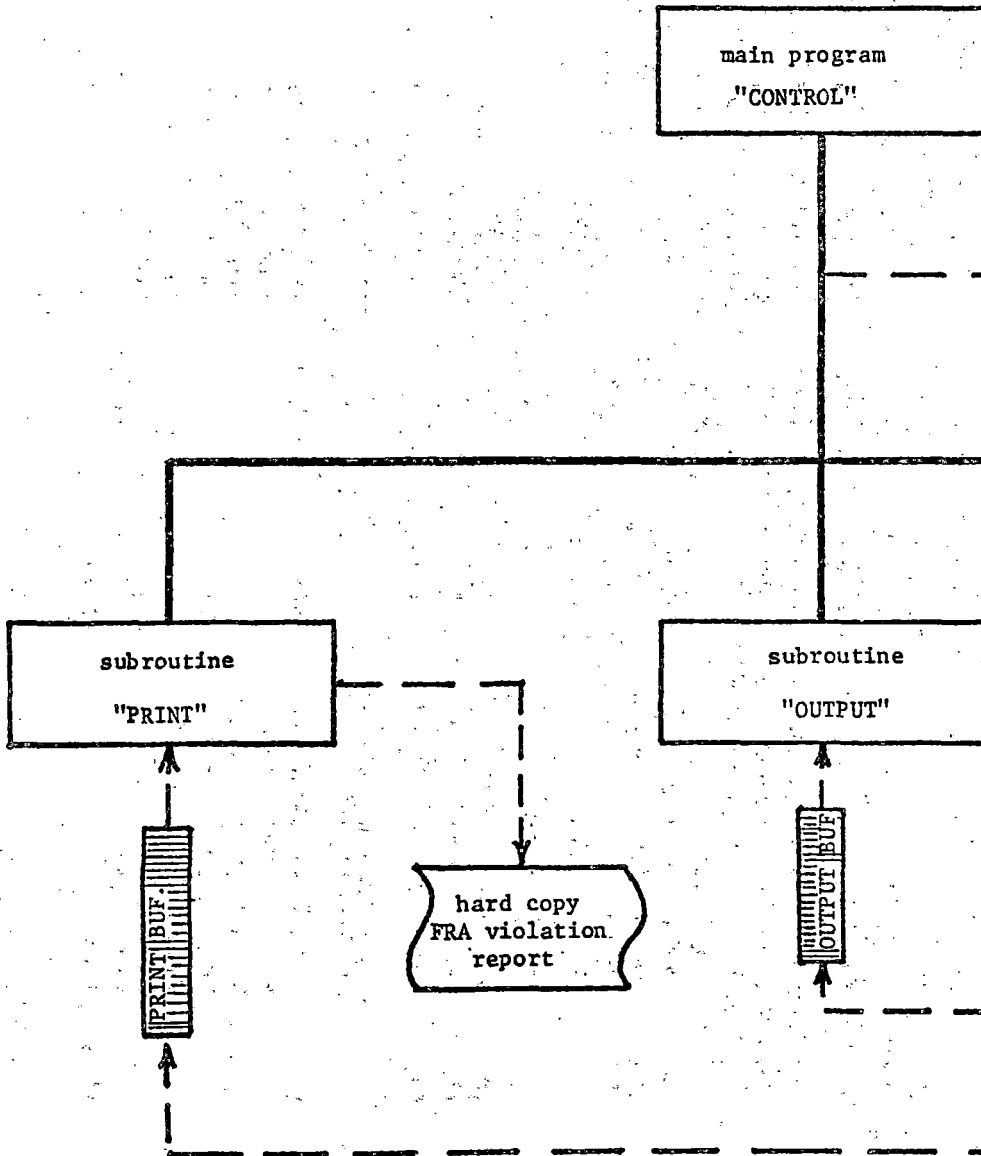 main program
"CONTROL"
subroutine
"PRINT"
subroutine
"OUTPUT"
PRINT BUF.
OUTPUT BUF
hard copy
FRA violation
report